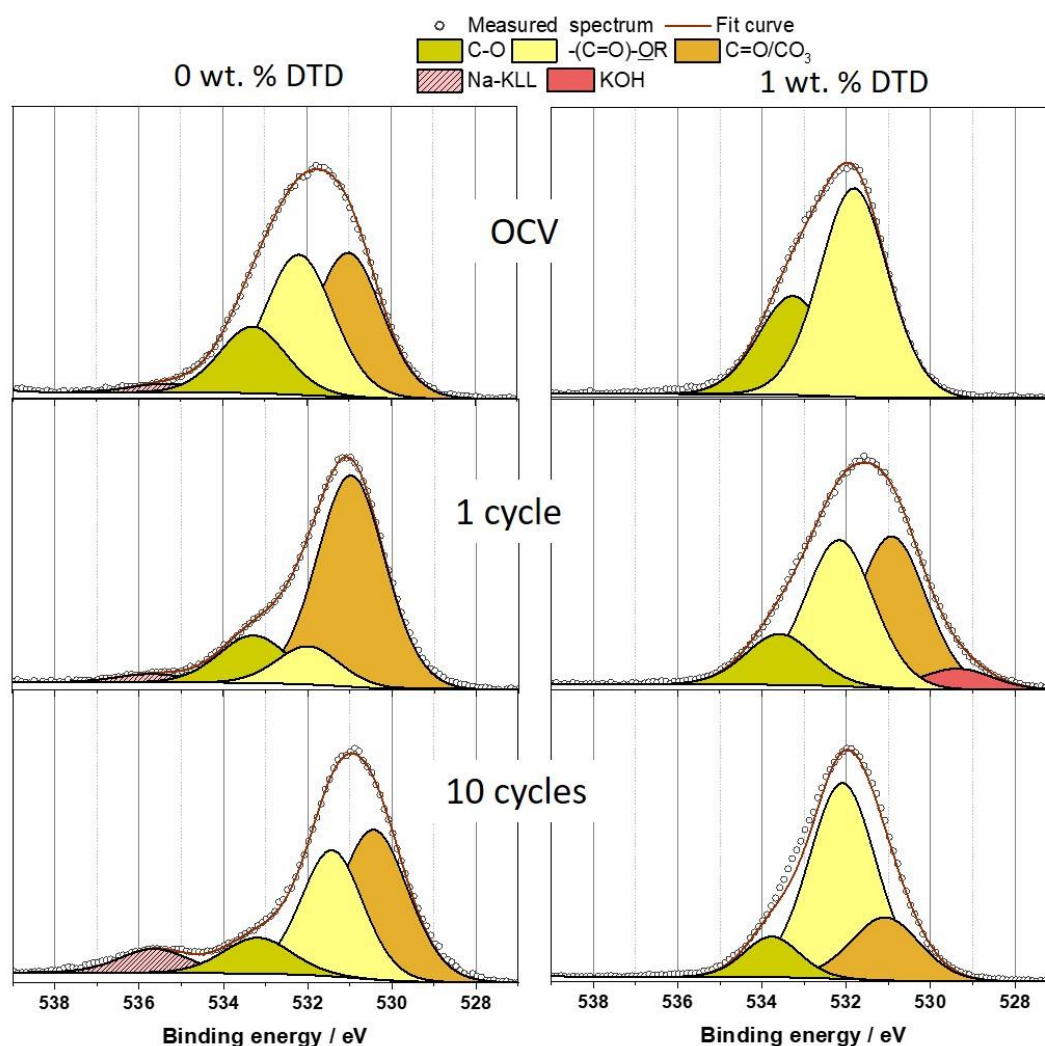 Measured spectrum Fit curve
C-O -(C=O)-OR C=O/CO3
Na-KLL KOH
0 wt. % DTD 1 wt. % DTD
OCV
1 cycle
10 cycles
538 536 534 532 530 528 538 536 534 532 530 528
Binding energy / eV Binding energy / eV